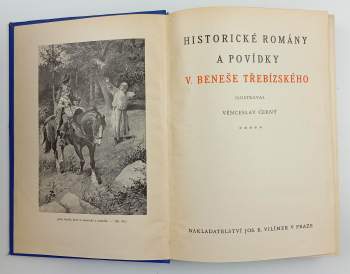 HISTORICKÉ ROMÁNY
A POVÍDKY
V. BENEŠE TŘEBÍZSKÉHO
ILUSTROVAL
VĚNCESLAV ČERNÝ
NAKLADATELSTVÍ JOS. R. VILÍMEK V PRAZE